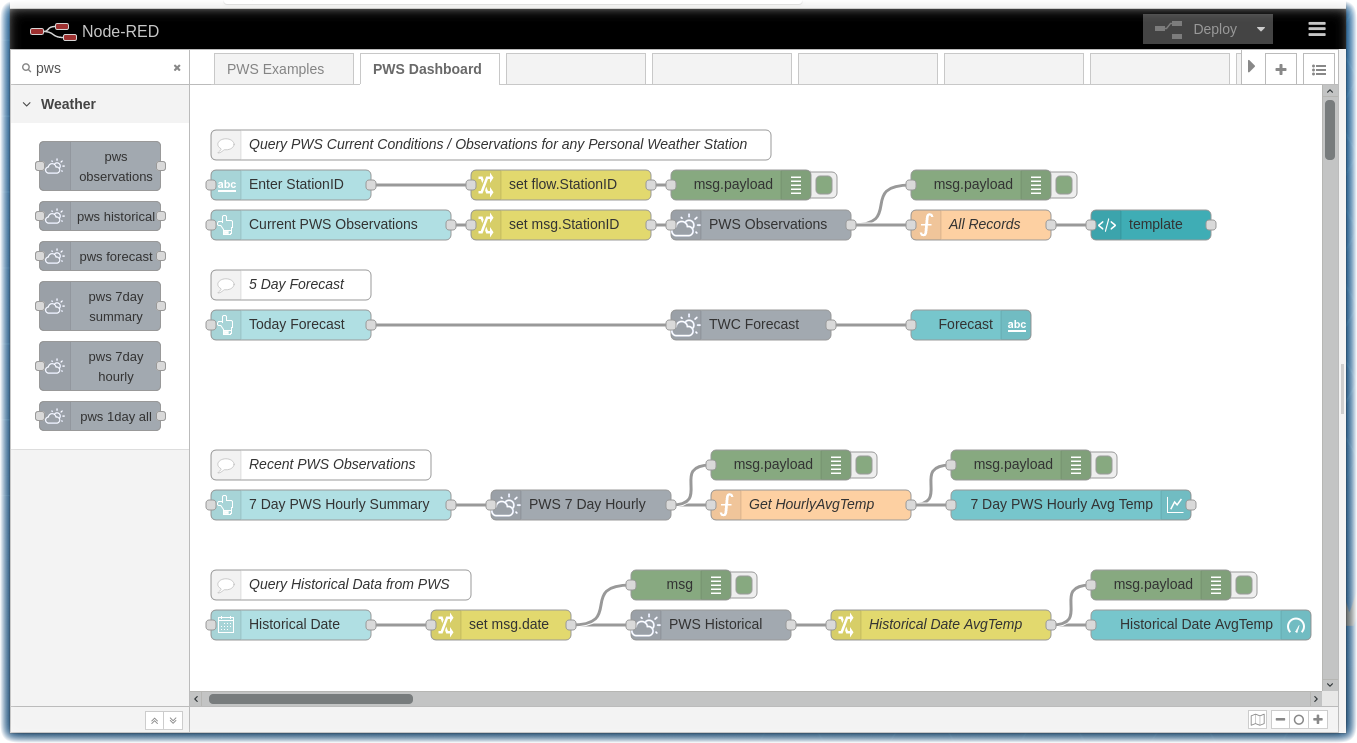 Node-RED
Deploy
pws
PWS Examples
PWS Dashboard
Weather
pws
observations
pws historical
pws forecast
pws 7day
summary
pws 7day
hourly
pws 1day all
Query PWS Current Conditions / Observations for any Personal Weather Station
abc Enter StationID
set flow.StationID
msg.payload
msg.payload
Current PWS Observations
set msg.StationID
PWS Observations
All Records
template
5 Day Forecast
Today Forecast
TWC Forecast
Forecast abc
Recent PWS Observations
msg.payload
msg.payload
7 Day PWS Hourly Summary
PWS 7 Day Hourly
Get HourlyAvgTemp
7 Day PWS Hourly Avg Temp
Query Historical Data from PWS
msg
msg.payload
Historical Date
set msg.date
PWS Historical
Historical Date AvgTemp
Historical Date AvgTemp